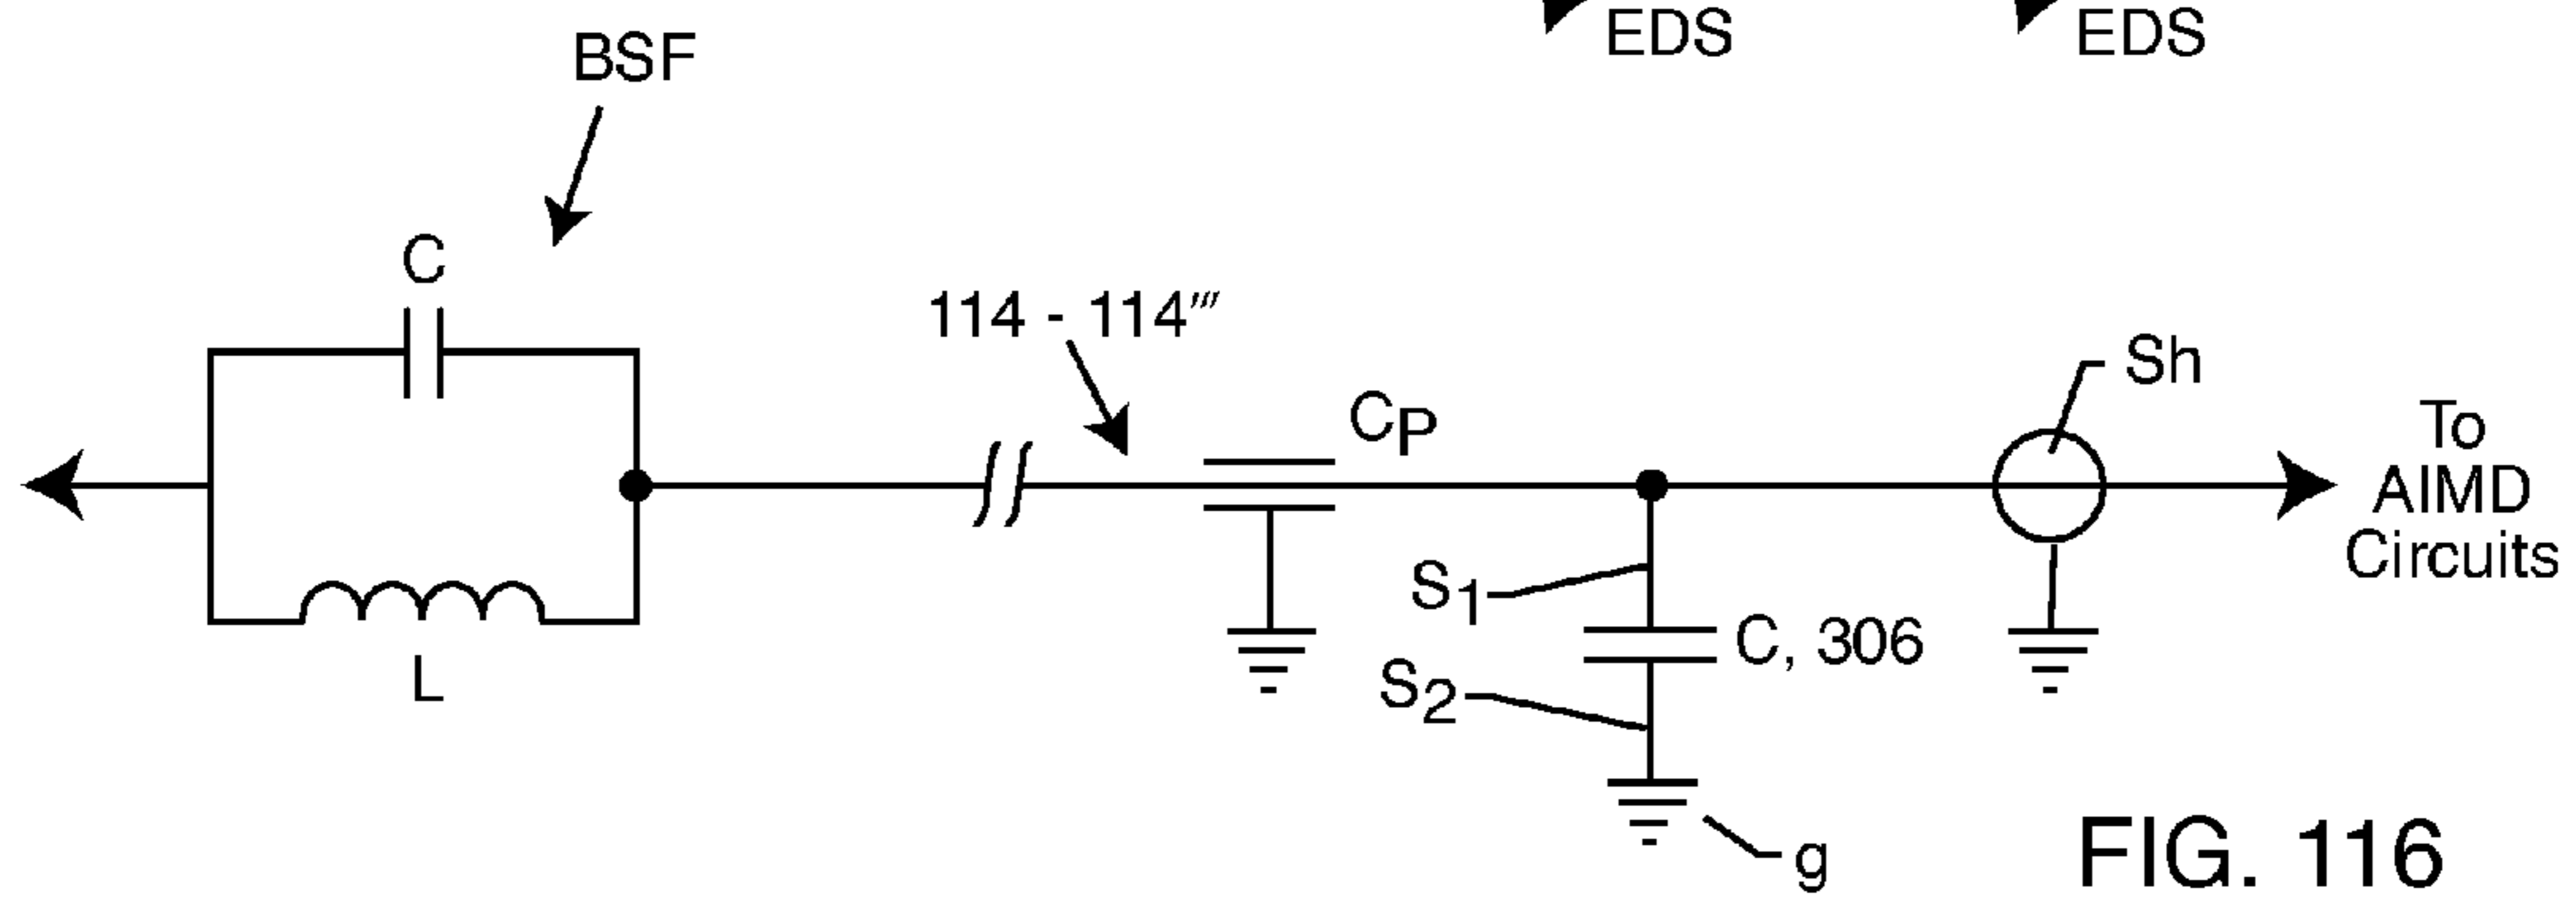 EDS
EDS
BSF
C
114 - 114‴
Sh
CP
To
AIMD
Circuits
S1
C, 306
L
S2
g
FIG. 116